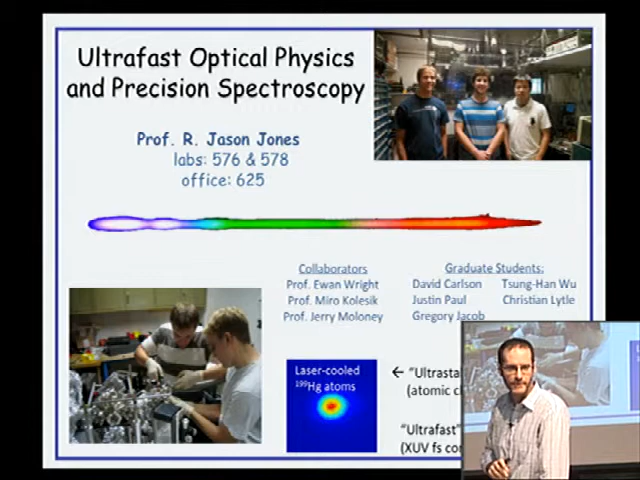 Ultrafast Optical Physics
and Precision Spectroscopy
Prof. R. Jason Jones
labs: 576 & 578
office: 625
Collaborators
Prof. Ewan Wright
Prof. Miro Kolesik
Prof. Jerry Moloney
Graduate Students:
David Carlson Tsung-Han Wu
Justin Paul Christian Lytle
Gregory Jacob
Laser-cooled
¹⁹⁹Hg atoms
← "Ultrasta
(atomic cl
"Ultrafast"
(XUV fs co